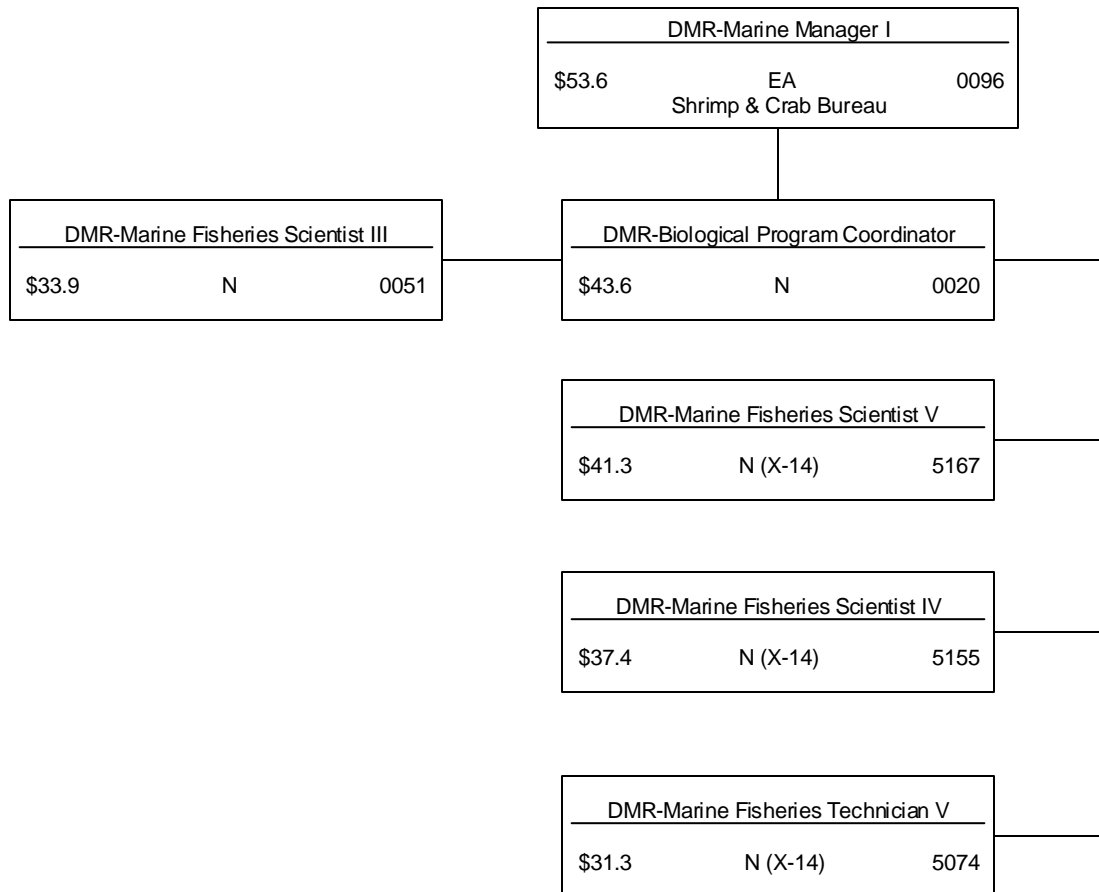 DMR-Marine Manager I
$53.6 EA 0096
Shrimp & Crab Bureau
DMR-Marine Fisheries Scientist III
$33.9 N 0051
DMR-Biological Program Coordinator
$43.6 N 0020
DMR-Marine Fisheries Scientist V
$41.3 N (X-14) 5167
DMR-Marine Fisheries Scientist IV
$37.4 N (X-14) 5155
DMR-Marine Fisheries Technician V
$31.3 N (X-14) 5074